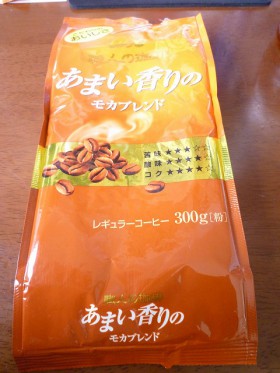 あまい香りの
モカブレンド
苦味★★★☆☆
酸味★★★★
コク★★★★
レギュラーコーヒー 300g[粉]
あまい香りの
モカブレンド